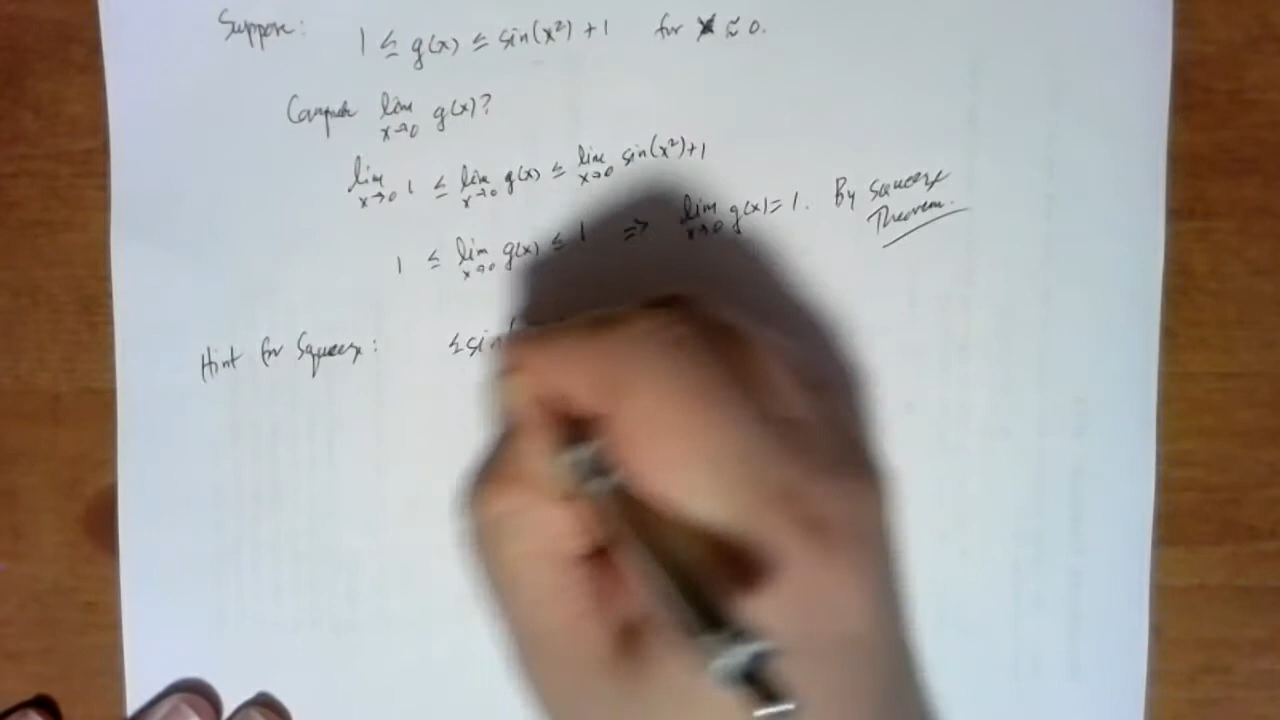 Suppose: 1 ≤ g(x) ≤ sin(x²) + 1 for x ≈ 0.
Compute lim x→0 g(x)?
lim x→0 1 ≤ lim x→0 g(x) ≤ lim x→0 sin(x²)+1
1 ≤ lim x→0 g(x) ≤ 1 ⇒ lim x→0 g(x) = 1. By Squeeze Theorem.
Hint for Squeeze: ≤ sin(